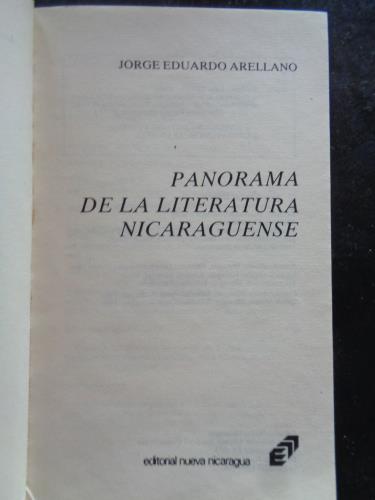 JORGE EDUARDO ARELLANO
PANORAMA
DE LA LITERATURA
NICARAGUENSE
editorial nueva nicaragua